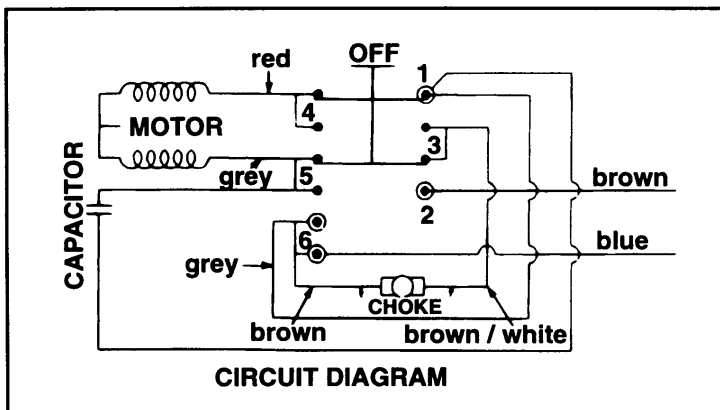 OFF
red
1
4
MOTOR
3
grey
5
CAPACITOR
brown
2
6
blue
grey
CHOKE
brown
brown / white
CIRCUIT DIAGRAM